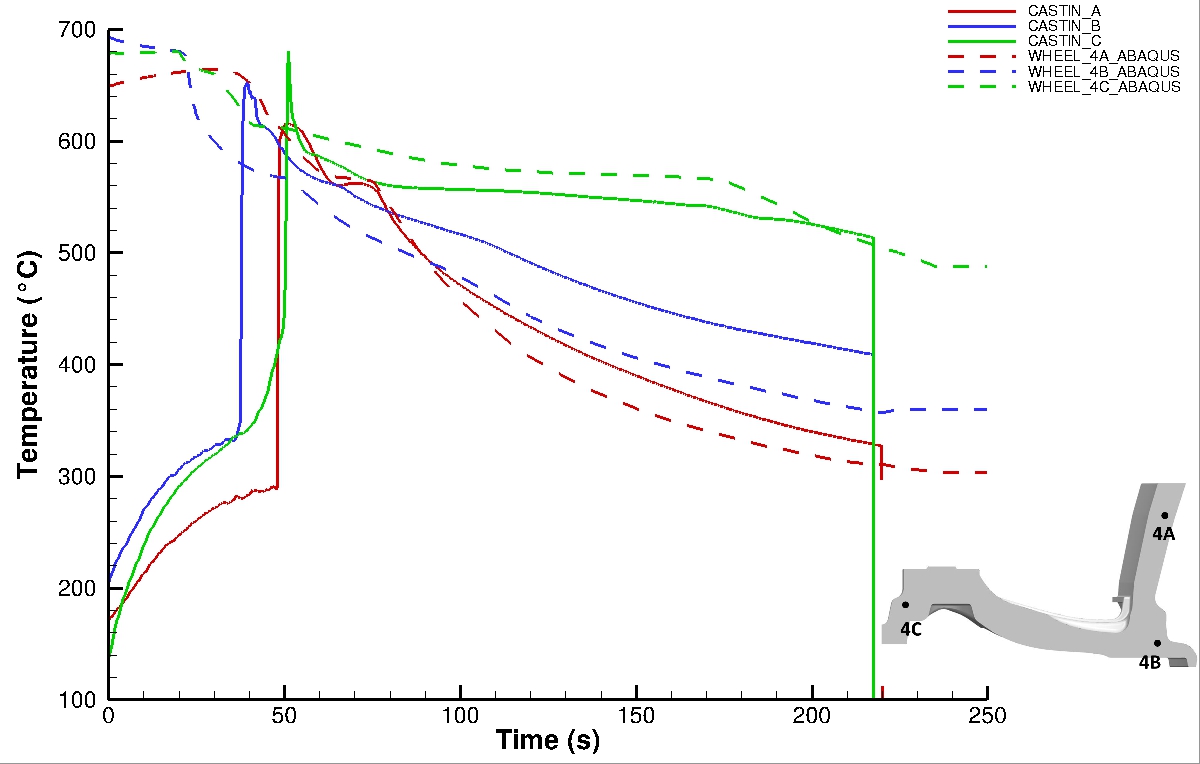 CASTIN_A
CASTIN_B
CASTIN_C
WHEEL_4A_ABAQUS
WHEEL_4B_ABAQUS
WHEEL_4C_ABAQUS
700
600
500
400
300
200
100
Temperature (°C)
0 50 100 150 200 250
Time (s)
4A
4C
4B